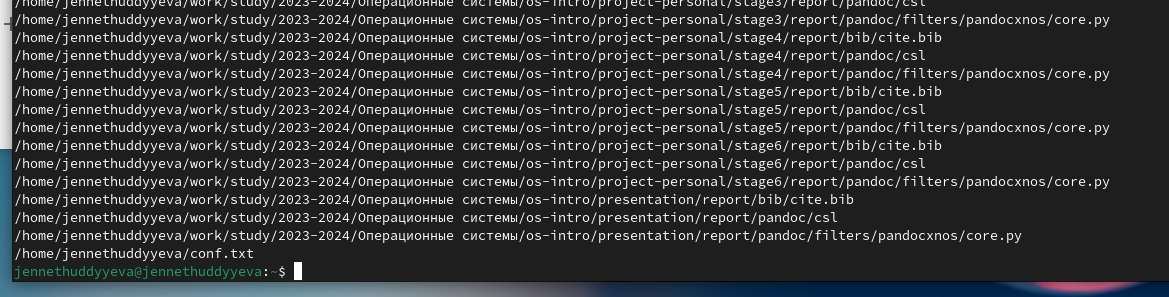 /home/jennethuddyyeva/work/study/2023-2024/Операционные системы/os-intro/project-personal/stage3/report/pandoc/csl
/home/jennethuddyyeva/work/study/2023-2024/Операционные системы/os-intro/project-personal/stage3/report/pandoc/filters/pandocxnos/core.py
/home/jennethuddyyeva/work/study/2023-2024/Операционные системы/os-intro/project-personal/stage4/report/bib/cite.bib
/home/jennethuddyyeva/work/study/2023-2024/Операционные системы/os-intro/project-personal/stage4/report/pandoc/csl
/home/jennethuddyyeva/work/study/2023-2024/Операционные системы/os-intro/project-personal/stage4/report/pandoc/filters/pandocxnos/core.py
/home/jennethuddyyeva/work/study/2023-2024/Операционные системы/os-intro/project-personal/stage5/report/bib/cite.bib
/home/jennethuddyyeva/work/study/2023-2024/Операционные системы/os-intro/project-personal/stage5/report/pandoc/csl
/home/jennethuddyyeva/work/study/2023-2024/Операционные системы/os-intro/project-personal/stage5/report/pandoc/filters/pandocxnos/core.py
/home/jennethuddyyeva/work/study/2023-2024/Операционные системы/os-intro/project-personal/stage6/report/bib/cite.bib
/home/jennethuddyyeva/work/study/2023-2024/Операционные системы/os-intro/project-personal/stage6/report/pandoc/csl
/home/jennethuddyyeva/work/study/2023-2024/Операционные системы/os-intro/project-personal/stage6/report/pandoc/filters/pandocxnos/core.py
/home/jennethuddyyeva/work/study/2023-2024/Операционные системы/os-intro/presentation/report/bib/cite.bib
/home/jennethuddyyeva/work/study/2023-2024/Операционные системы/os-intro/presentation/report/pandoc/csl
/home/jennethuddyyeva/work/study/2023-2024/Операционные системы/os-intro/presentation/report/pandoc/filters/pandocxnos/core.py
/home/jennethuddyyeva/conf.txt
jennethuddyyeva@jennethuddyyeva:~$